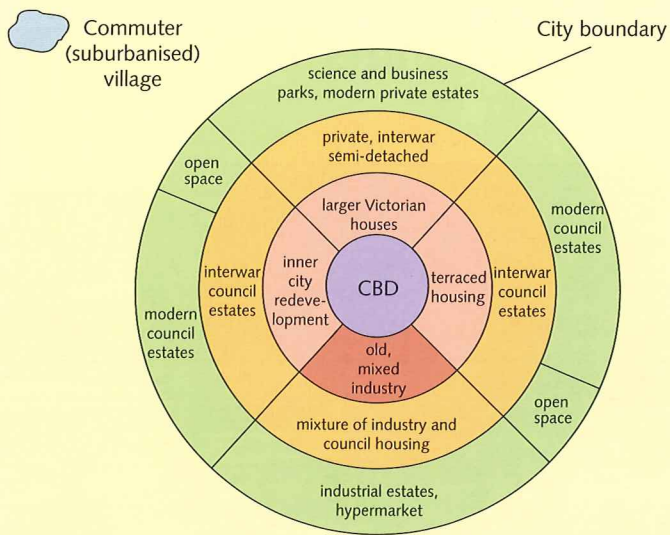 Commuter
(suburbanised)
village
City boundary
science and business
parks, modern private estates
private, interwar
semi-detached
open
space
larger Victorian
houses
modern
council
estates
interwar
council
estates
inner
city
redeve-
lopment
CBD
terraced
housing
interwar
council
estates
modern
council
estates
old,
mixed
industry
open
space
mixture of industry and
council housing
industrial estates,
hypermarket